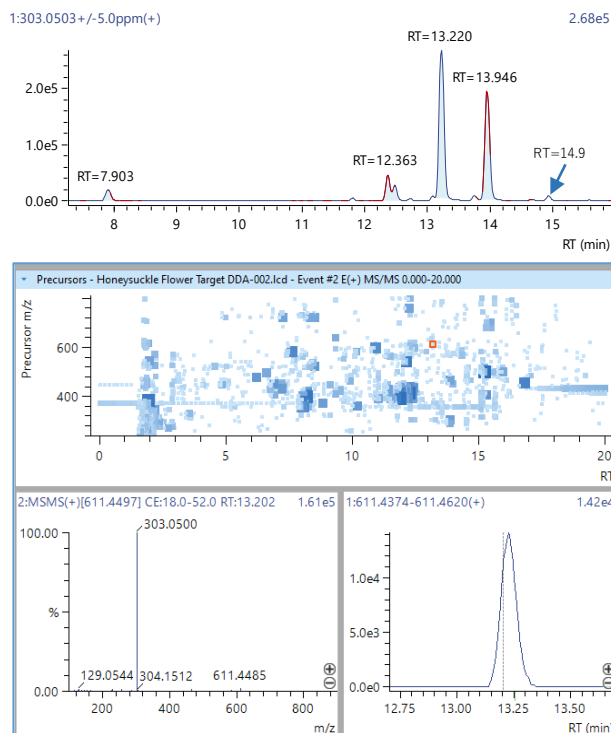 1:303.0503+/-5.0ppm(+) 2.68e5
RT=13.220
2.0e5
RT=13.946
1.0e5
RT=14.9
RT=12.363
RT=7.903
0.0e0
8 9 10 11 12 13 14 15
RT (min)
Precursors - Honeysuckle Flower Target DDA-002.lcd - Event #2 E(+) MS/MS 0.000-20.000
Precursor m/z
600
400
0 5 10 15 20
RT
2:MSMS(+)[611.4497] CE:18.0-52.0 RT:13.202 1.61e5
100.00
303.0500
%
129.0544 304.1512 611.4485
0.00
200 400 600 800
m/z
1:611.4374-611.4620(+) 1.42e4
1.0e4
5.0e3
0.0e0
12.75 13.00 13.25 13.50
RT (min)